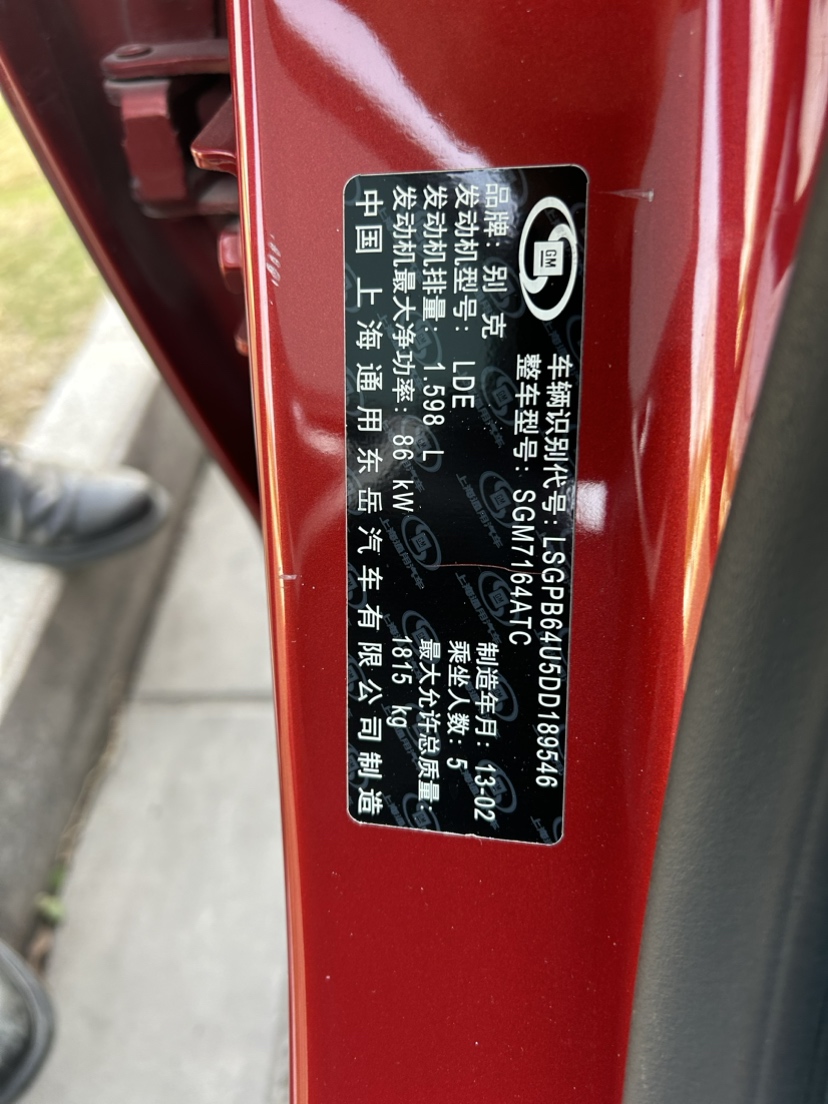 GM
车辆识别代号: LSGPB64U5DD189546
整车型号: SGM7164ATC
品牌: 别克 制造年月: 13-02
发动机型号: LDE 乘坐人数: 5
发动机排量: 1.598 L 最大允许总质量:
发动机最大净功率: 86 kW 1815 kg
中国 上海通用东岳汽车有限公司制造